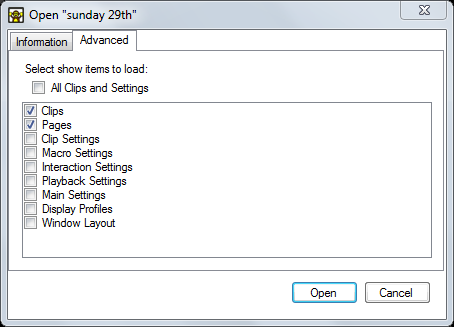 Open "sunday 29th"
Information Advanced
Select show items to load:
All Clips and Settings
Clips
Pages
Clip Settings
Macro Settings
Interaction Settings
Playback Settings
Main Settings
Display Profiles
Window Layout
Open Cancel